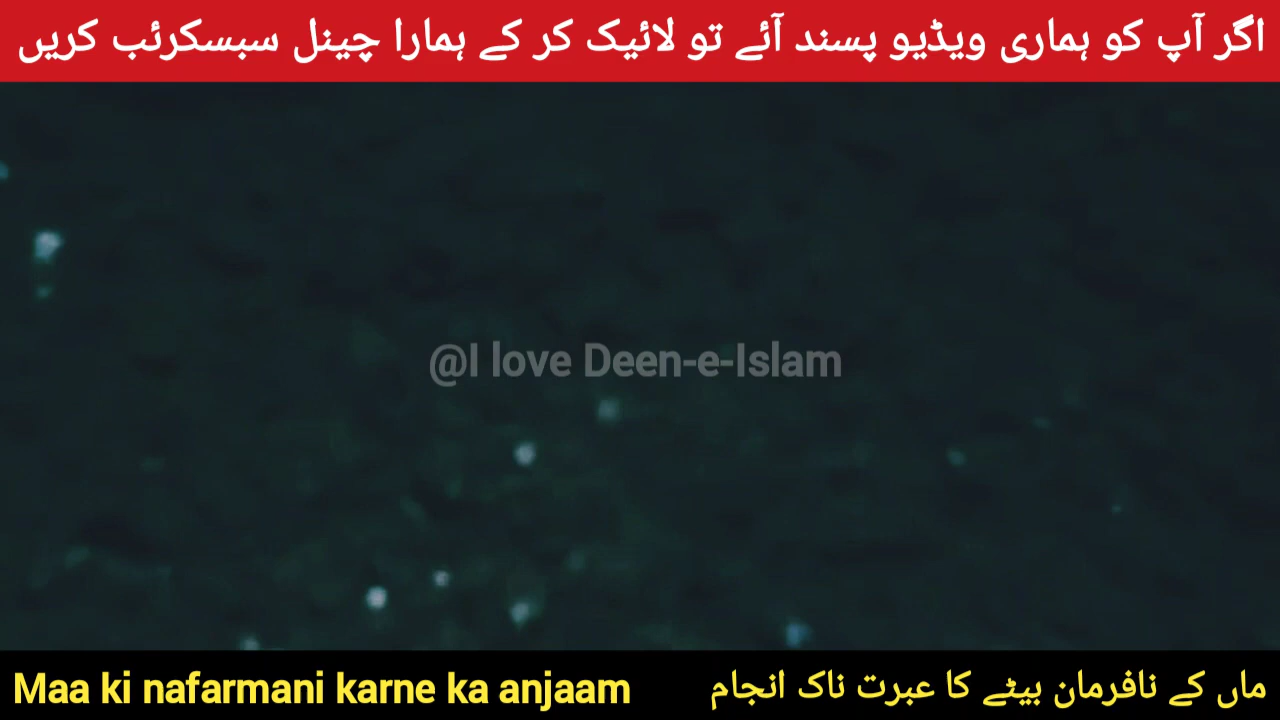 اگر آپ کو ہماری ویڈیو پسند آئے تو لائیک کر کے ہمارا چینل سبسکرئب کریں
@I love Deen-e-Islam
Maa ki nafarmani karne ka anjaam
ماں کے نافرمان بیٹے کا عبرت ناک انجام